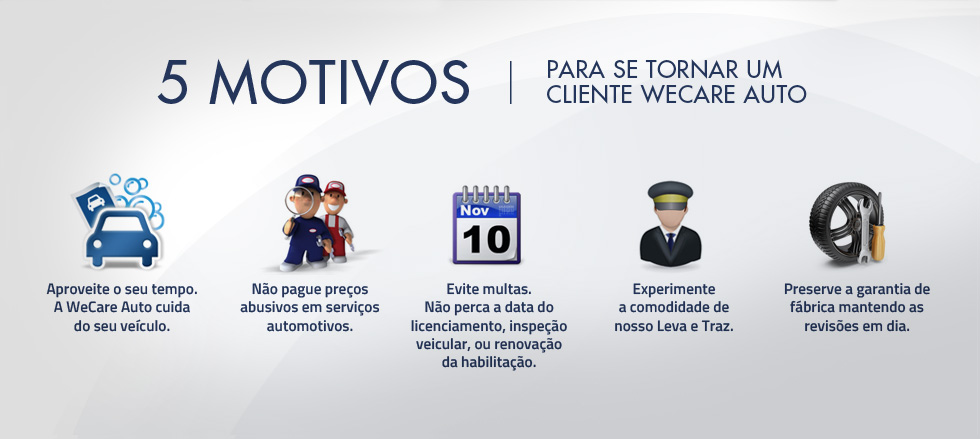 5 MOTIVOS
PARA SE TORNAR UM
CLIENTE WECARE AUTO
Aproveite o seu tempo.
A WeCare Auto cuida
do seu veículo.
Não pague preços
abusivos em serviços
automotivos.
Nov
10
Evite multas.
Não perca a data do
licenciamento, inspeção
veicular, ou renovação
da habilitação.
Experimente
a comodidade de
nosso Leva e Traz.
Preserve a garantia de
fábrica mantendo as
revisões em dia.